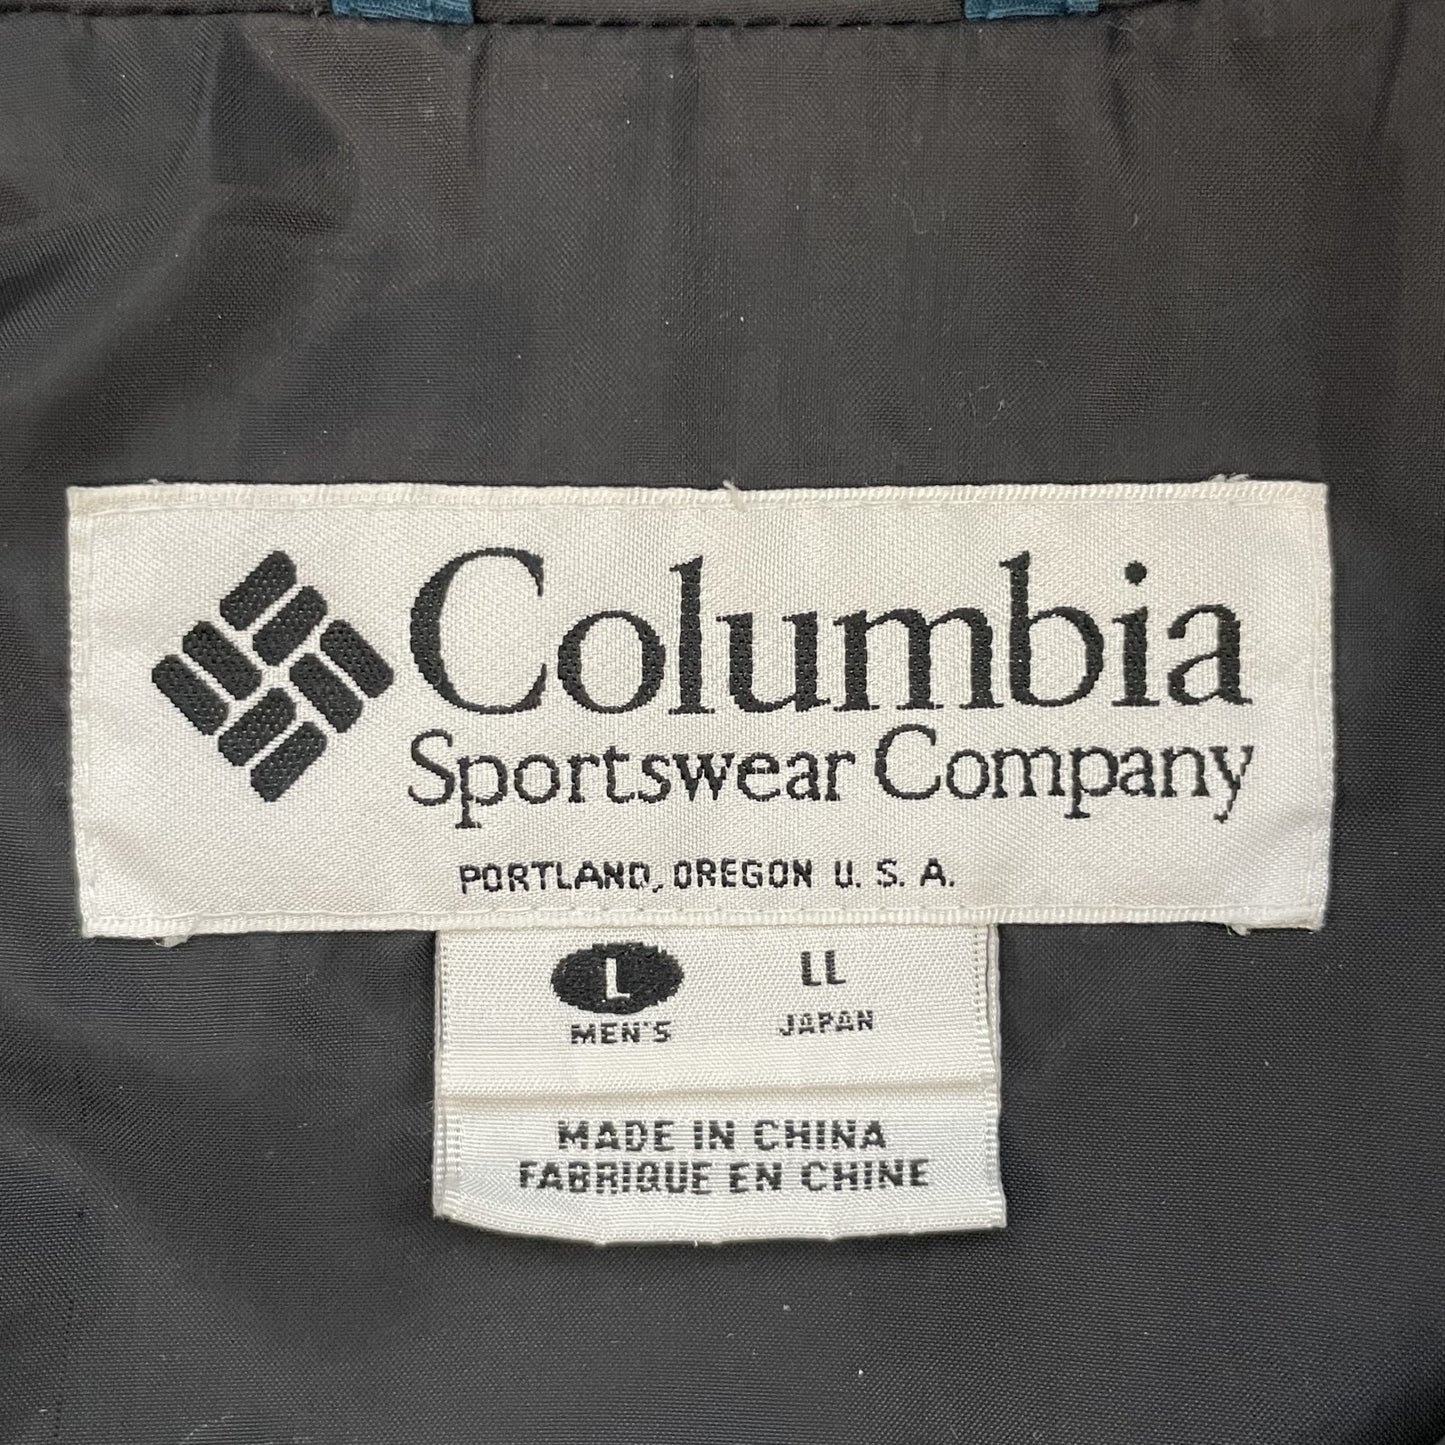 Columbia
Sportswear Company
PORTLAND, OREGON U. S. A.
L LL
MEN'S JAPAN
MADE IN CHINA
FABRIQUE EN CHINE